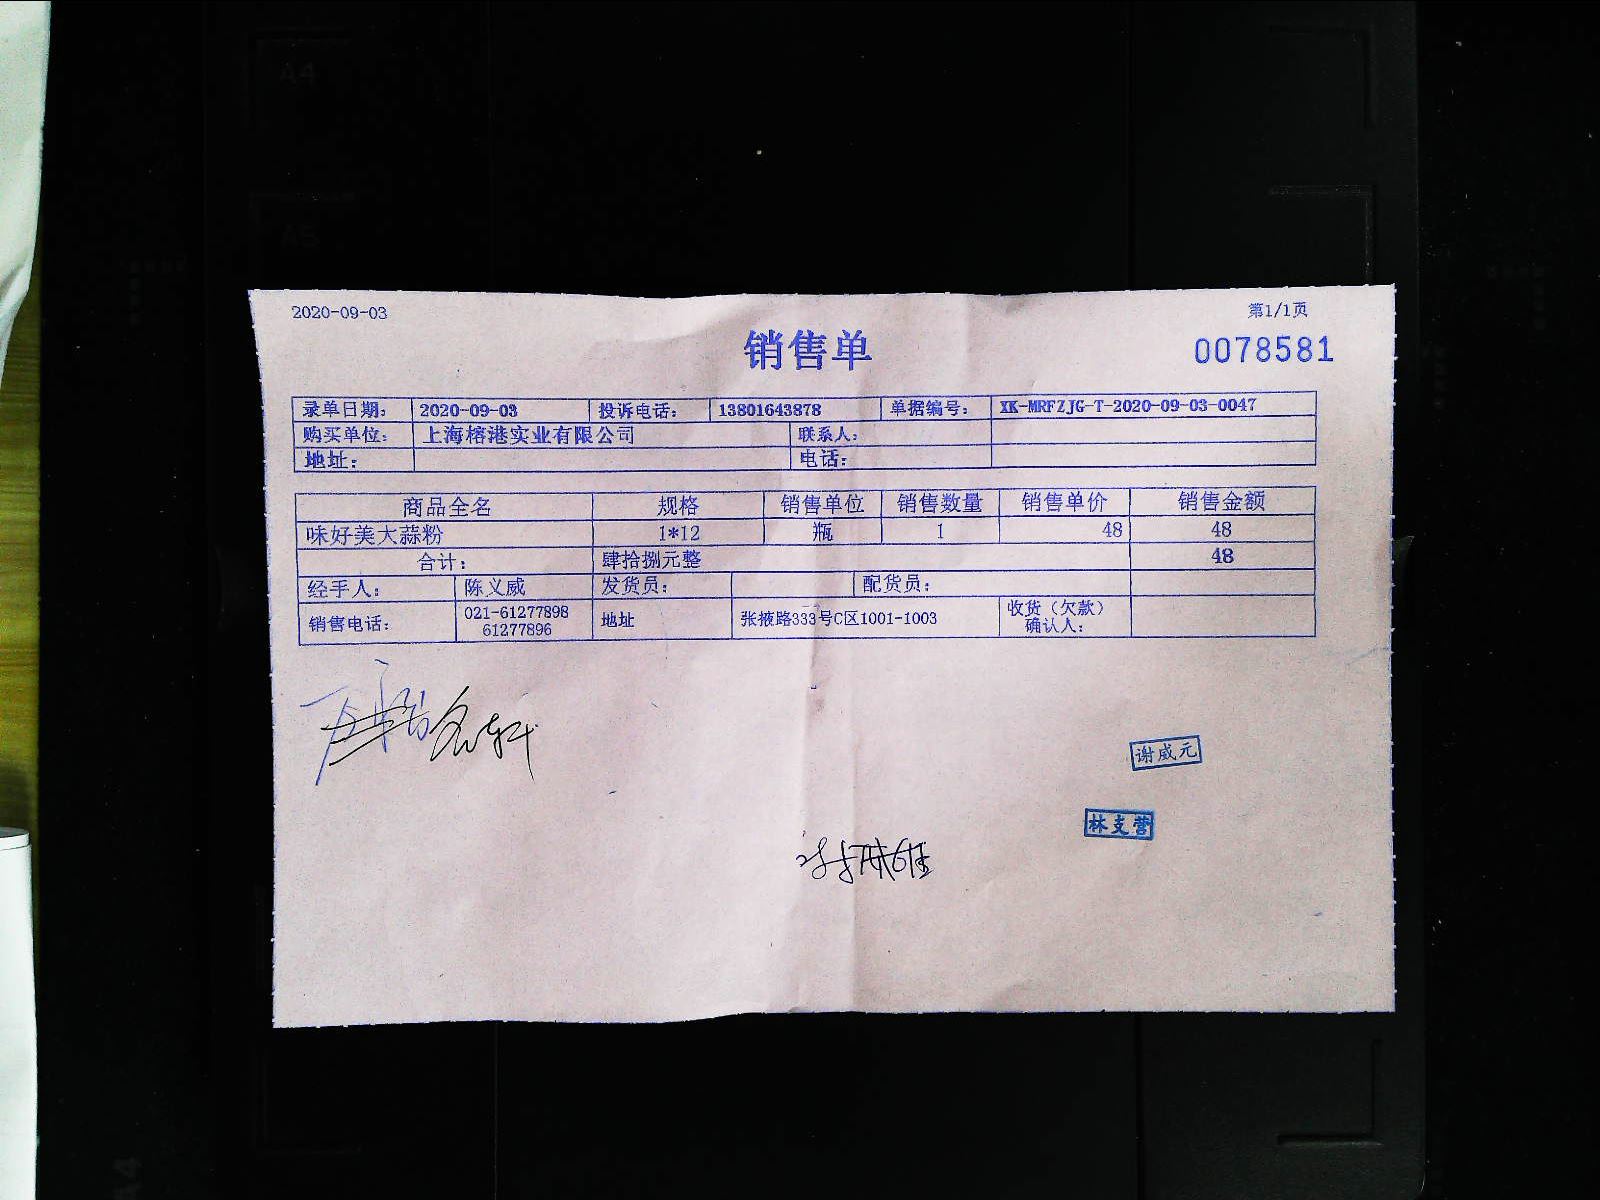 A4
A5
2020-09-03 第1/1页
销售单 0078581
录单日期： 2020-09-03 投诉电话： 13801643878 单据编号： XK-MRFZJG-T-2020-09-03-0047
购买单位： 上海榕港实业有限公司 联系人：
地址： 电话：
商品全名 规格 销售单位 销售数量 销售单价 销售金额
味好美大蒜粉 1*12 瓶 1 48 48
合计： 肆拾捌元整 48
经手人： 陈义威 发货员： 配货员：
销售电话： 021-61277898 地址 张掖路333号C区1001-1003 收货（欠款）
61277896 确认人：
谢威元
林支营
A4